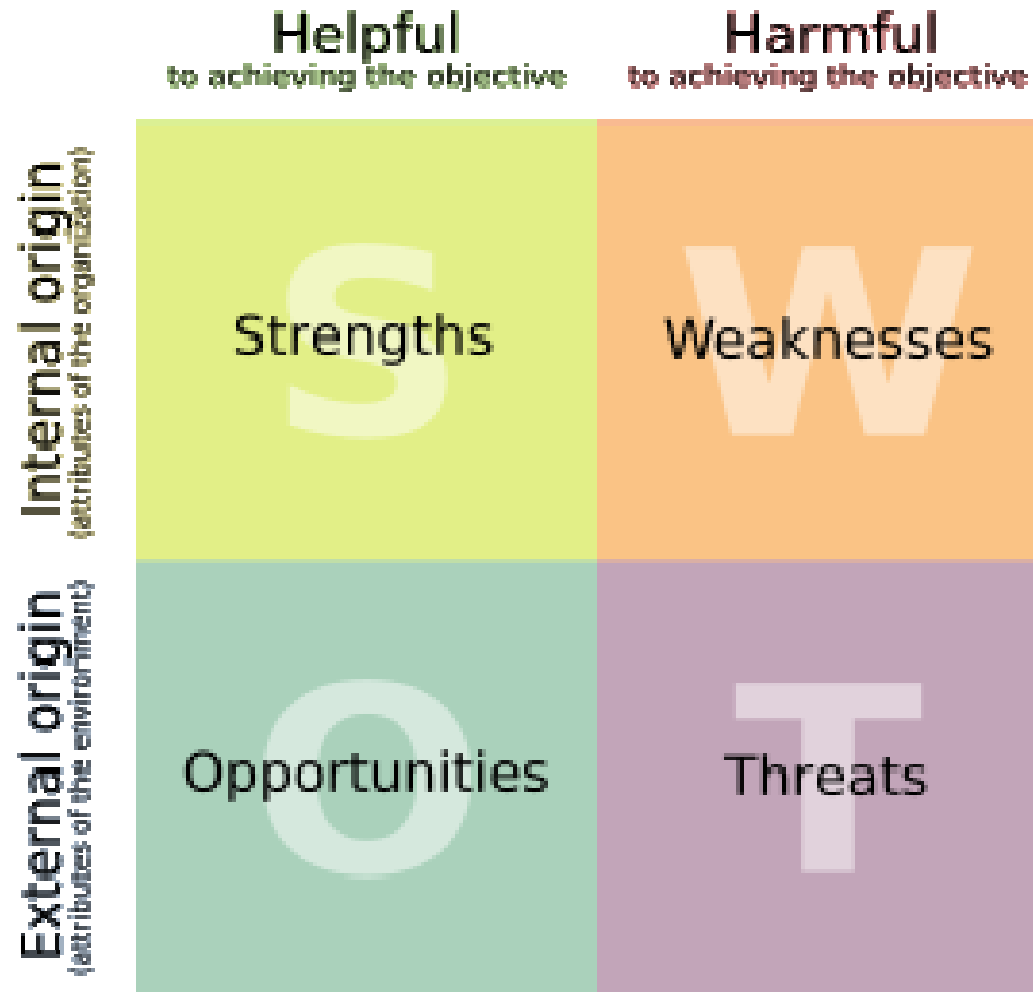 Helpful
to achieving the objective
Harmful
to achieving the objective
Internal origin
(attributes of the organization)
S
Strengths
W
Weaknesses
External origin
(attributes of the environment)
O
Opportunities
T
Threats